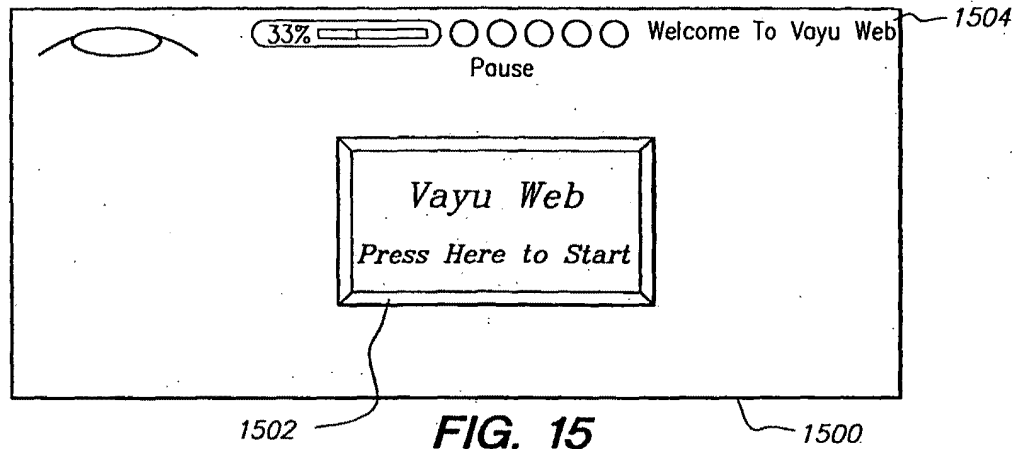 33% Welcome To Vayu Web 1504
Pause
Vayu Web
Press Here to Start
1502 FIG. 15 1500